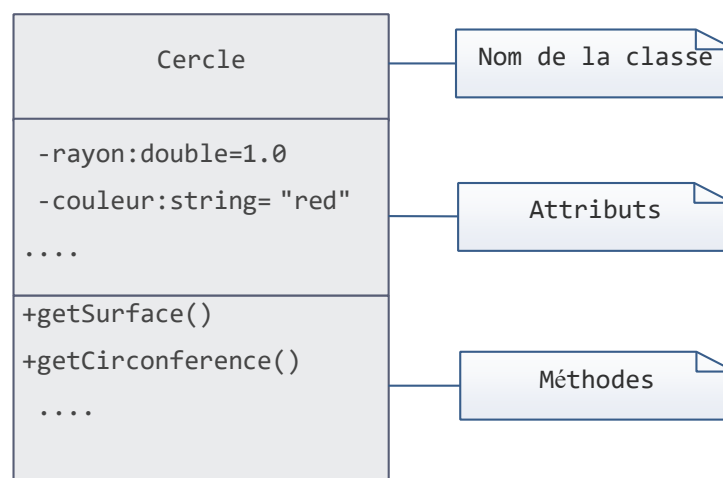 Cercle
Nom de la classe
-rayon:double=1.0
-couleur:string= "red"
....
Attributs
+getSurface()
+getCirconference()
....
Méthodes